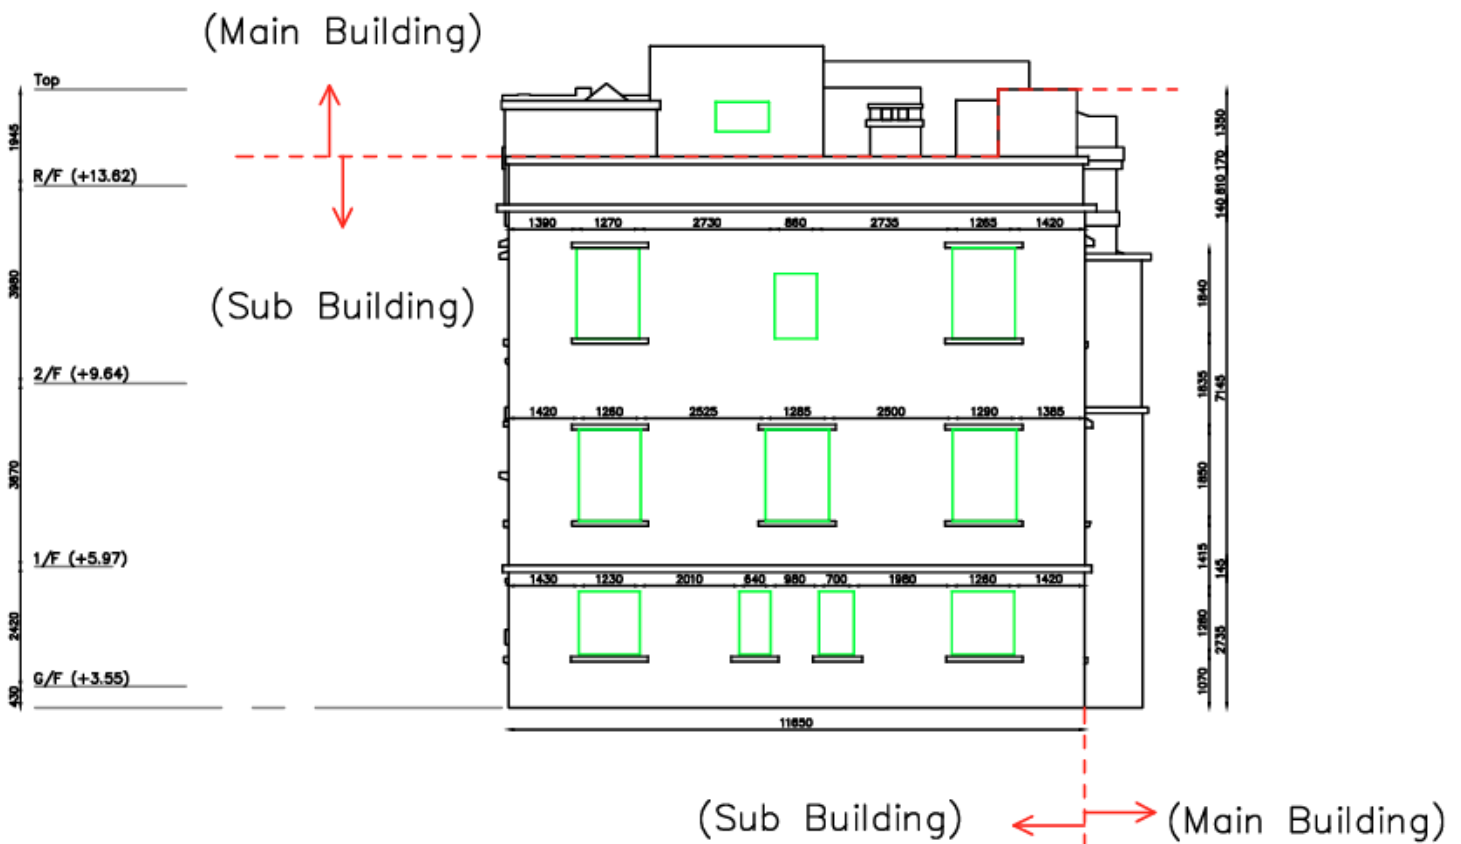 (Main Building)
Top
1945
1350
R/F (+13.62)
170
810
140
1390 1270 2730 860 2735 1265 1420
3980
(Sub Building)
1840
2/F (+9.64)
1835
7145
1420 1260 2525 1285 2500 1290 1385
3670
1850
1/F (+5.97)
1415
145
1430 1230 2010 640 980 700 1980 1260 1420
2420
1280
2735
G/F (+3.55)
430
1070
11650
(Sub Building) (Main Building)